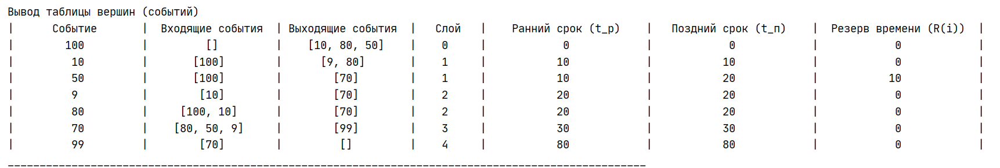 Вывод таблицы вершин (событий)
| Событие | Входящие события | Выходящие события | Слой | Ранний срок (t_p) | Поздний срок (t_п) | Резерв времени (R(i)) |
| 100 | [] | [10, 80, 50] | 0 | 0 | 0 | 0 |
| 10 | [100] | [9, 80] | 1 | 10 | 10 | 0 |
| 50 | [100] | [70] | 1 | 10 | 20 | 10 |
| 9 | [10] | [70] | 2 | 20 | 20 | 0 |
| 80 | [100, 10] | [70] | 2 | 20 | 20 | 0 |
| 70 | [80, 50, 9] | [99] | 3 | 30 | 30 | 0 |
| 99 | [70] | [] | 4 | 80 | 80 | 0 |
____________________________________________________________________________________________________